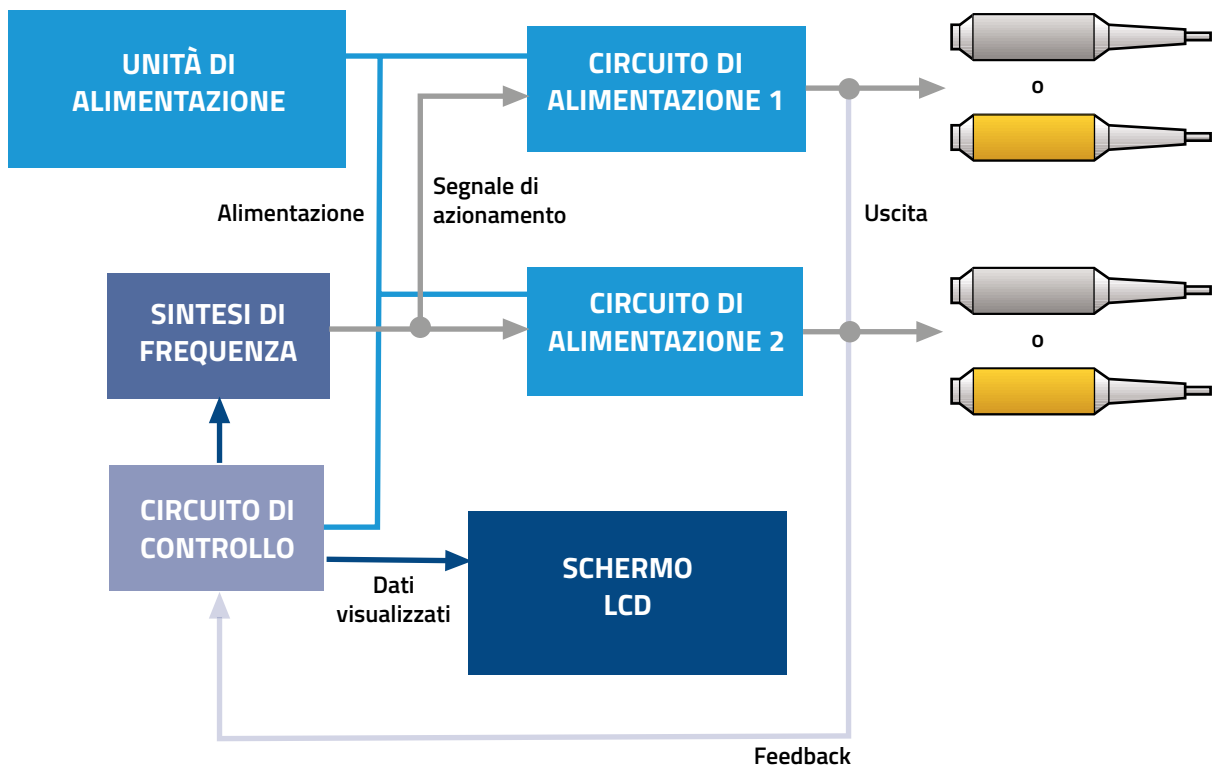 UNITÀ DI
ALIMENTAZIONE
CIRCUITO DI
ALIMENTAZIONE 1
o
Alimentazione
Segnale di
azionamento
Uscita
SINTESI DI
FREQUENZA
CIRCUITO DI
ALIMENTAZIONE 2
o
CIRCUITO DI
CONTROLLO
Dati
visualizzati
SCHERMO
LCD
Feedback